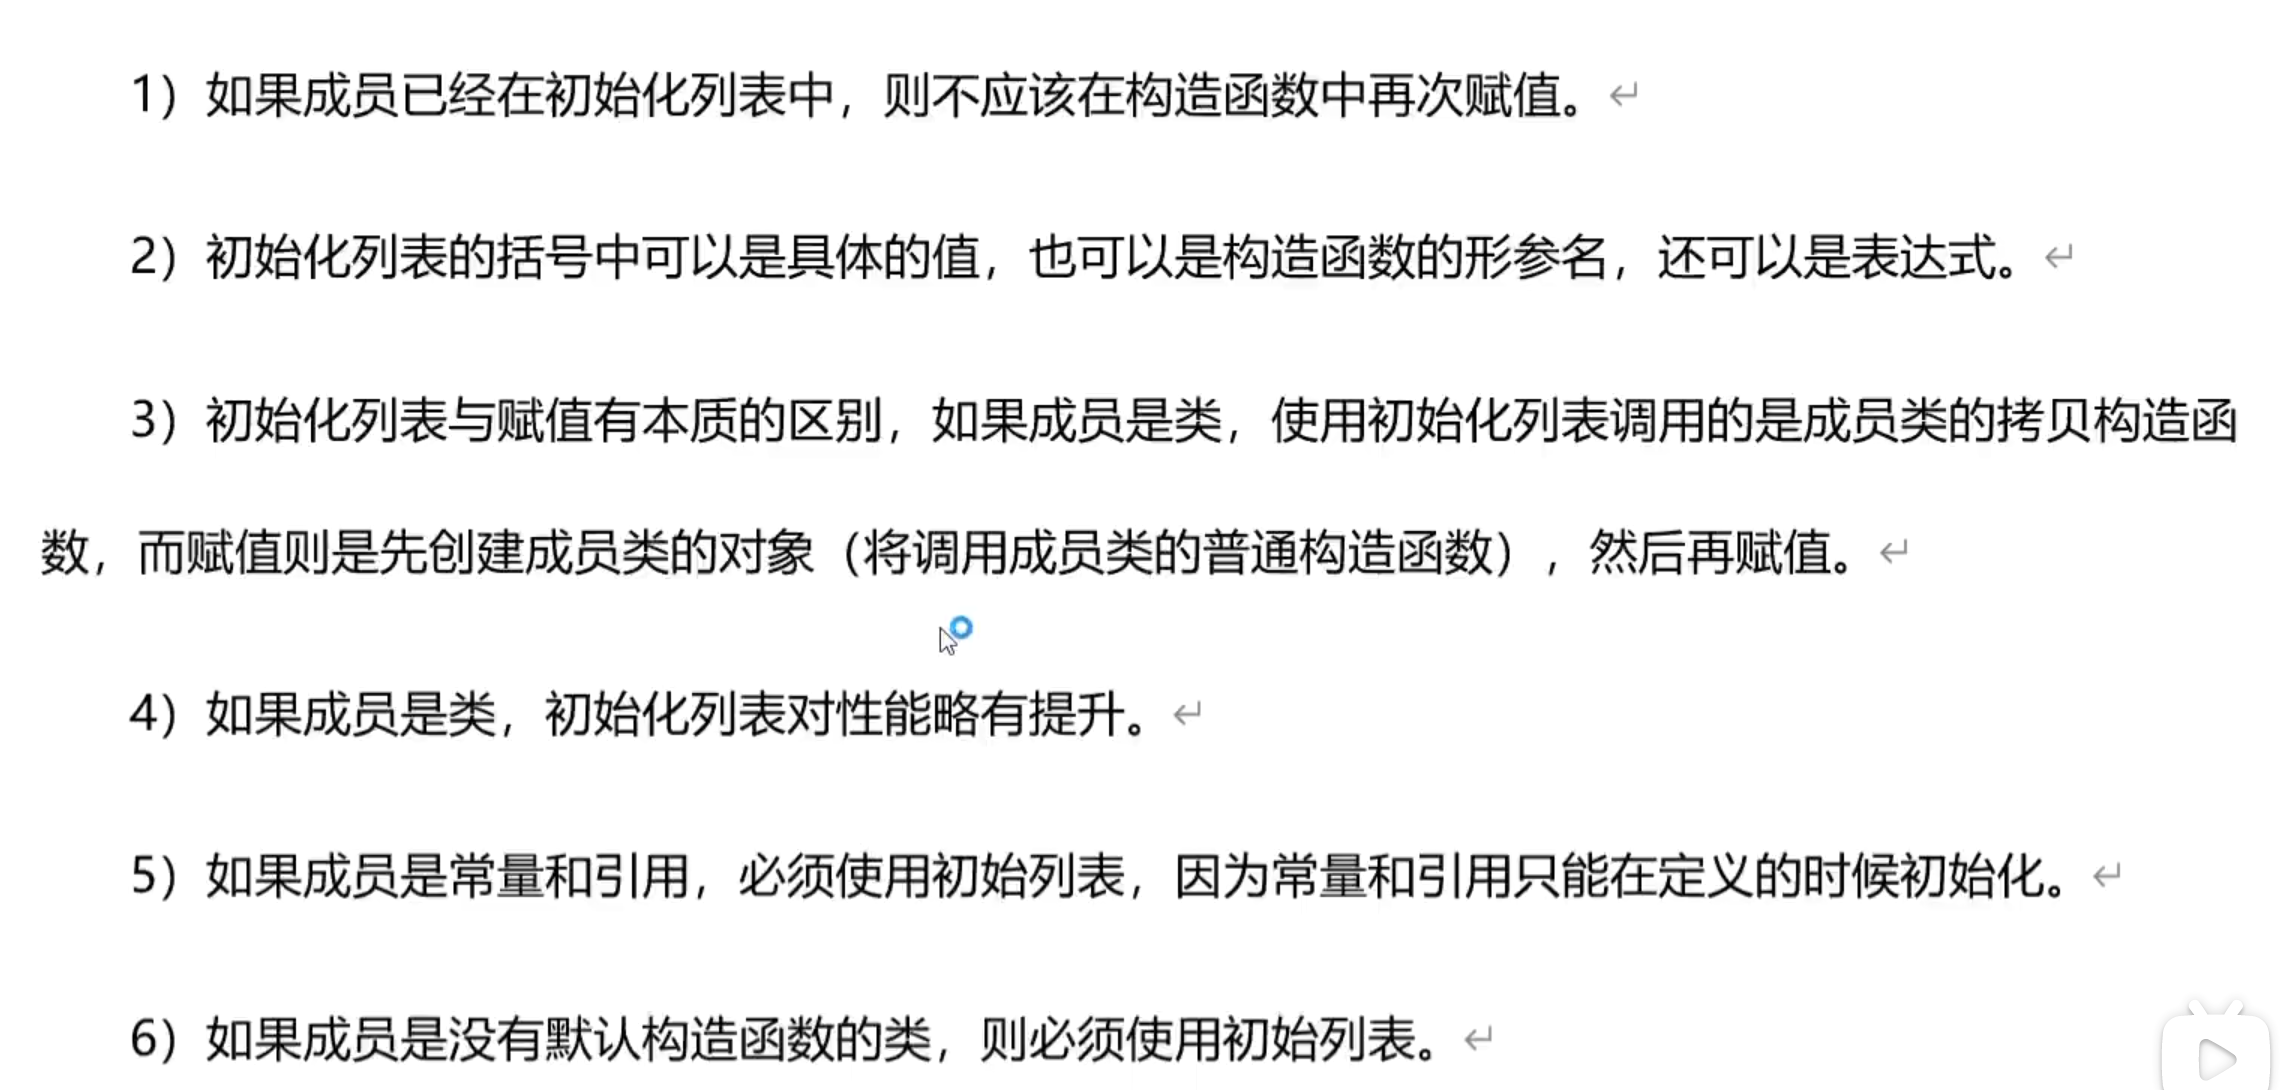 1）如果成员已经在初始化列表中，则不应该在构造函数中再次赋值。
2）初始化列表的括号中可以是具体的值，也可以是构造函数的形参名，还可以是表达式。
3）初始化列表与赋值有本质的区别，如果成员是类，使用初始化列表调用的是成员类的拷贝构造函
数，而赋值则是先创建成员类的对象（将调用成员类的普通构造函数），然后再赋值。
4）如果成员是类，初始化列表对性能略有提升。
5）如果成员是常量和引用，必须使用初始列表，因为常量和引用只能在定义的时候初始化。
6）如果成员是没有默认构造函数的类，则必须使用初始列表。